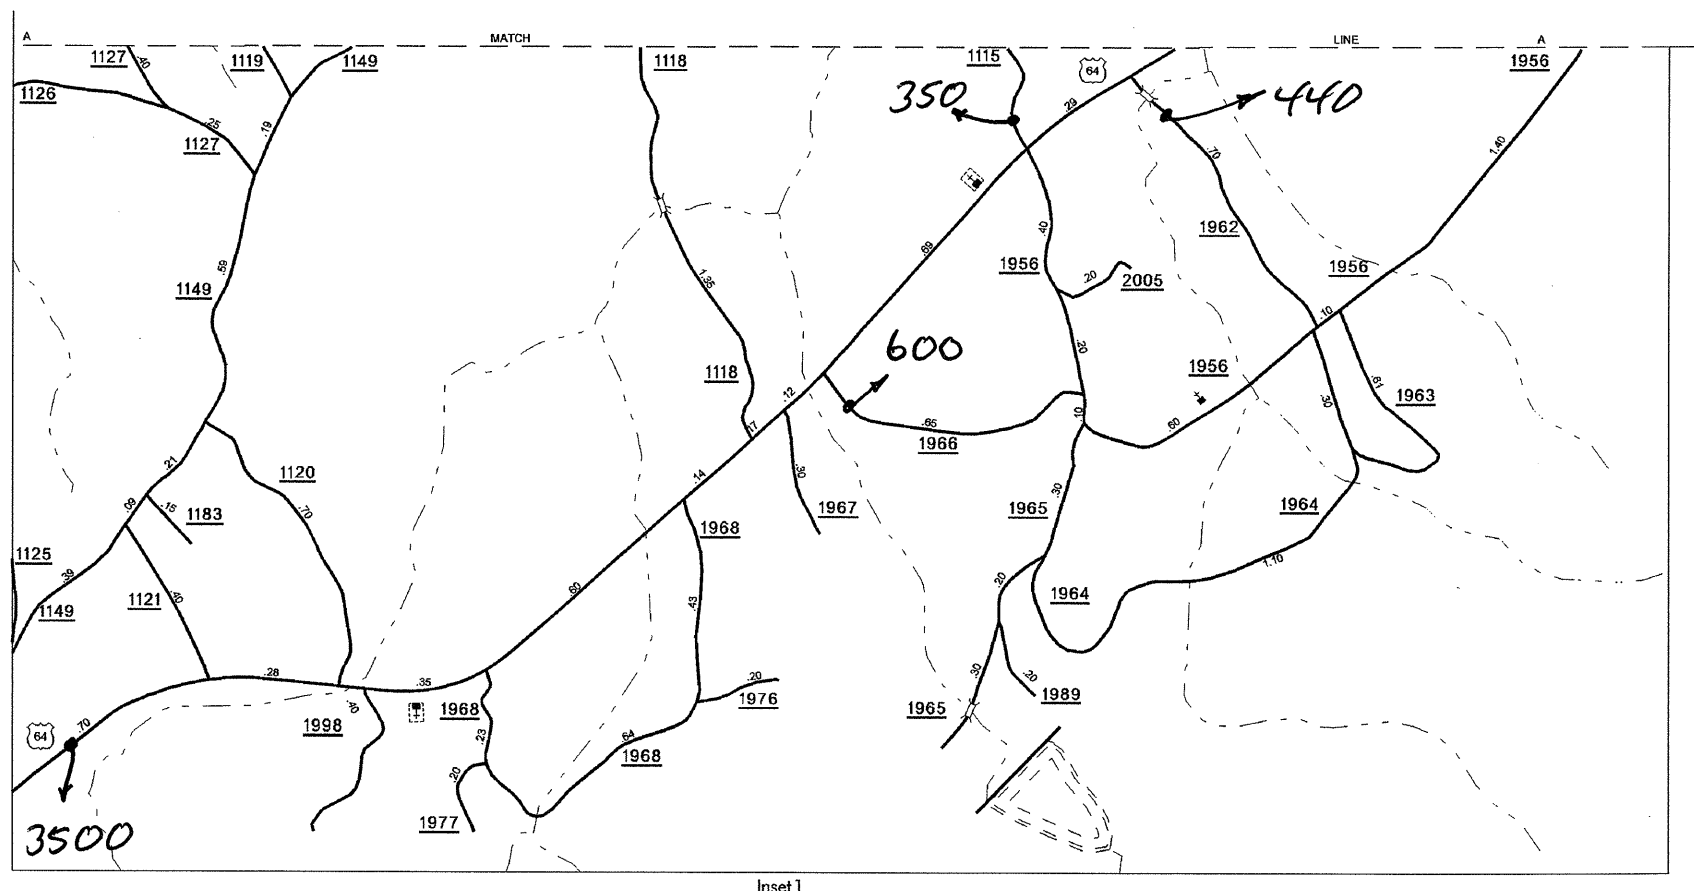 A MATCH LINE A
1127 .40 1119 1149 1118 1115 64 1956
1126 350 .29 440
.25 .19 1127 .70 1.40
.59 1149 1.35 .69 .40 1956 .20 2005 1962 1956
.10
600 .20
1118 .12 1956 .61 1963
.17 .65 1966 .10 .60 .30
.21 1120 .14 .30
.09 .15 1183 .70 1968 1967 1965 .30 1964
1125 1.10
.39 1121 .40 .60 .43 .20 1964
1149
.28 .35 .20 .30 .20
1976 1989
.40 1998 1968 1965
64 .70 .23 .64 1968
.20
3500 1977
Inset 1